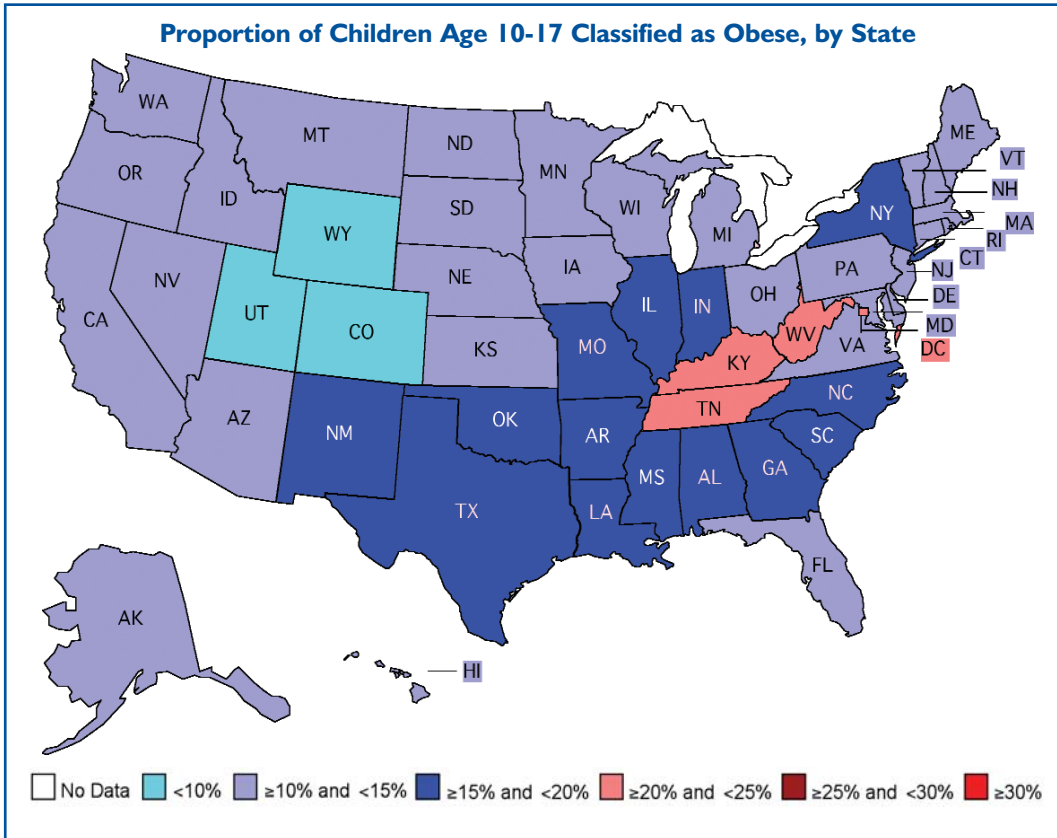 Proportion of Children Age 10-17 Classified as Obese, by State
WA
MT
ND
MN
ME
VT
OR
ID
SD
WI
MI
NY
NH
MA
RI
CT
WY
IA
PA
NJ
NV
NE
OH
DE
CA
UT
CO
KS
IL
IN
WV
VA
MD
DC
MO
KY
AZ
NM
OK
AR
TN
NC
SC
TX
LA
MS
AL
GA
FL
AK
HI
No Data <10% ≥10% and <15% ≥15% and <20% ≥20% and <25% ≥25% and <30% ≥30%